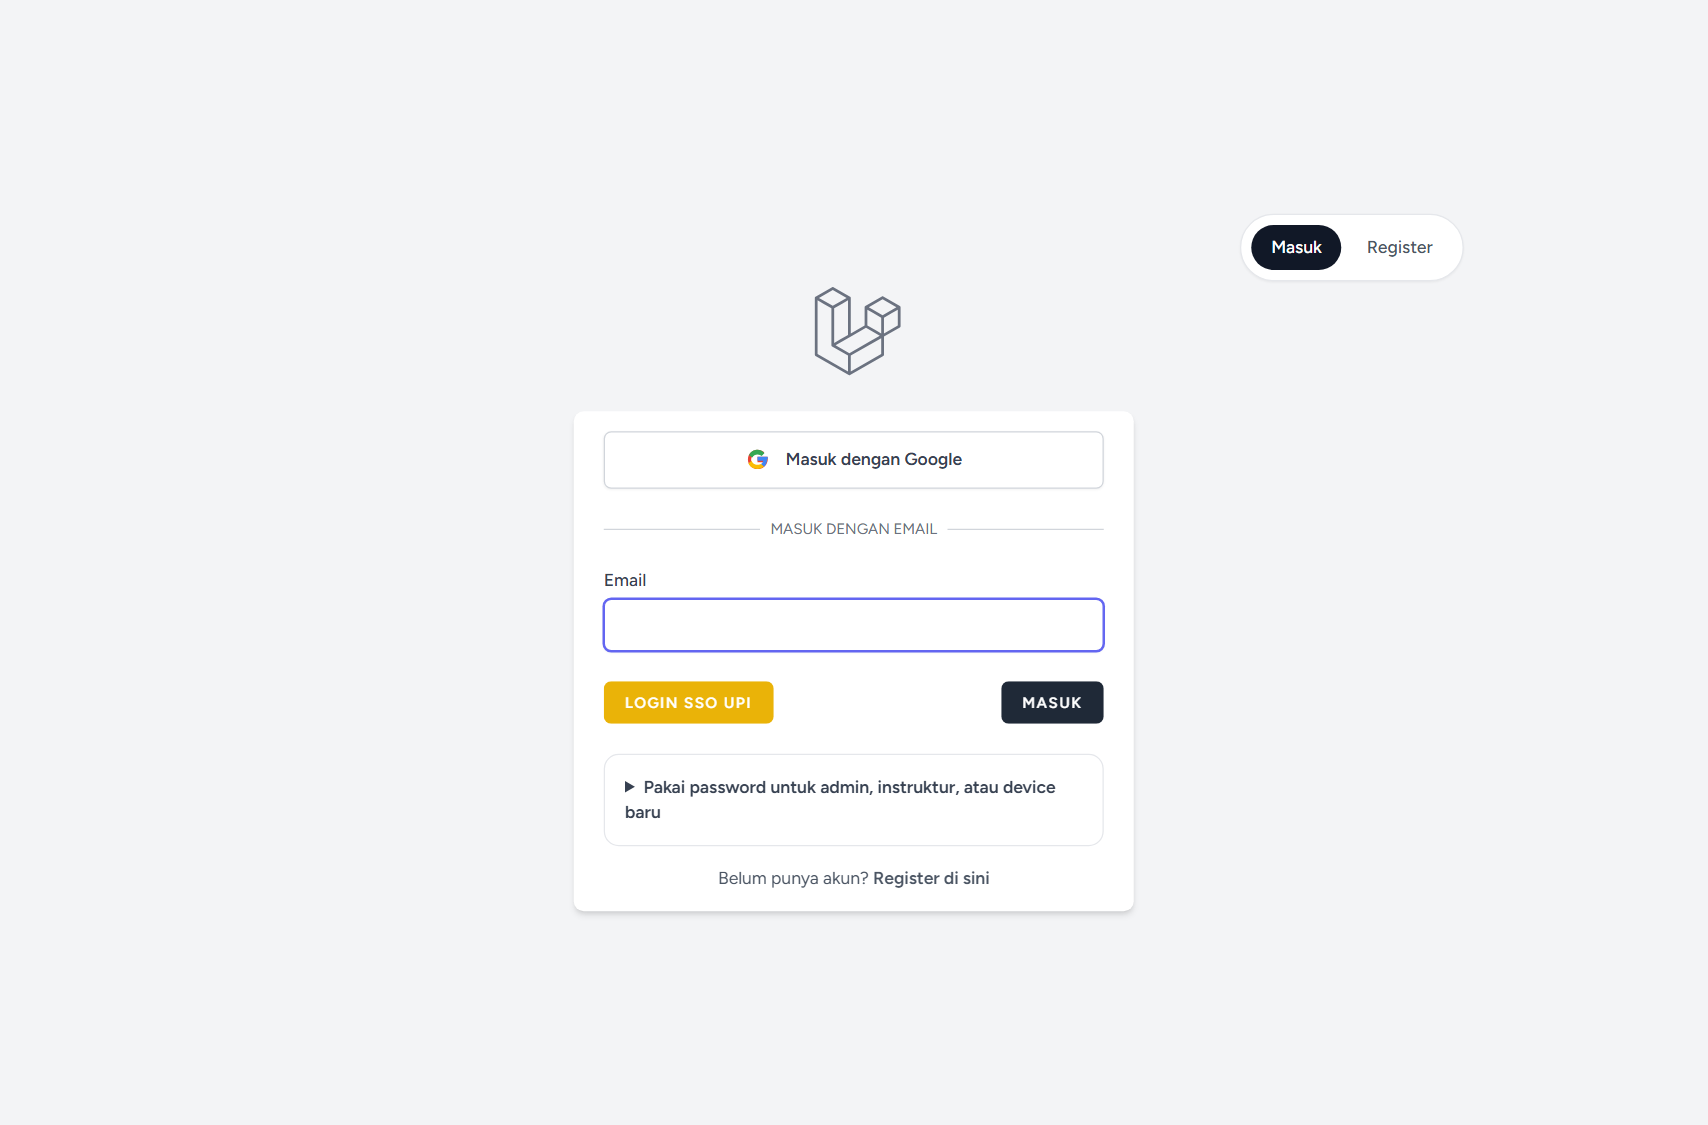 Masuk Register
Masuk dengan Google
MASUK DENGAN EMAIL
Email
LOGIN SSO UPI MASUK
Pakai password untuk admin, instruktur, atau device
baru
Belum punya akun? Register di sini